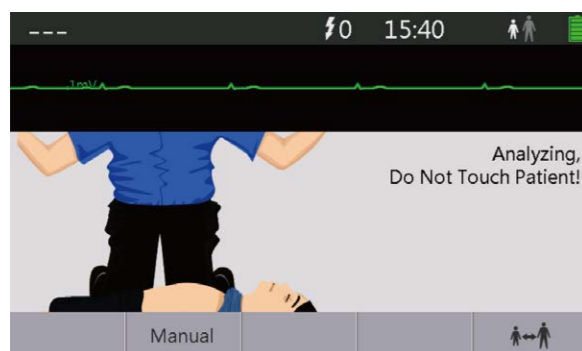 --- 0 15:40
1mV
Analyzing,
Do Not Touch Patient!
Manual